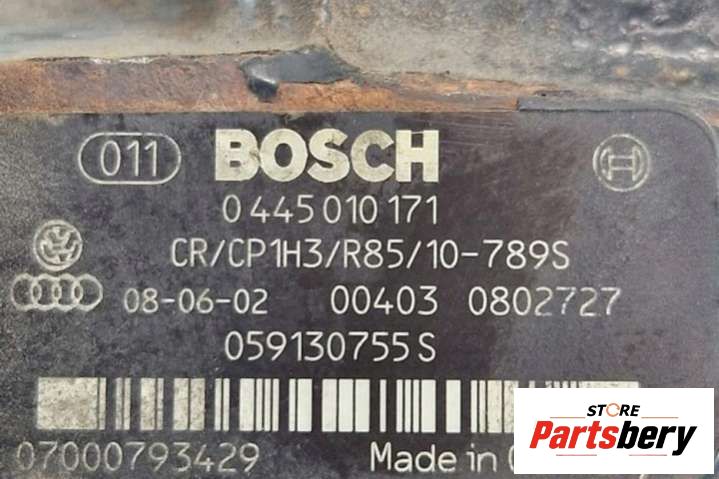 011 BOSCH
0 445 010 171
CR/CP1H3/R85/10-789S
08-06-02 00403 0802727
059130755S
07000793429 Made in
STORE
Partsbery